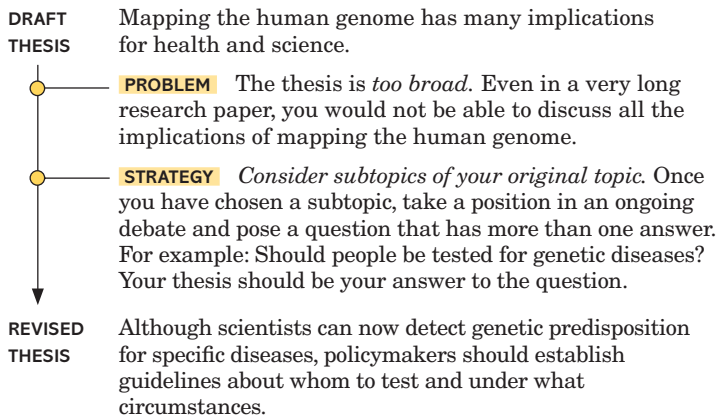 DRAFT THESIS
Mapping the human genome has many implications
for health and science.
PROBLEM The thesis is too broad. Even in a very long
research paper, you would not be able to discuss all the
implications of mapping the human genome.
STRATEGY Consider subtopics of your original topic. Once
you have chosen a subtopic, take a position in an ongoing
debate and pose a question that has more than one answer.
For example: Should people be tested for genetic diseases?
Your thesis should be your answer to the question.
REVISED THESIS
Although scientists can now detect genetic predisposition
for specific diseases, policymakers should establish
guidelines about whom to test and under what
circumstances.